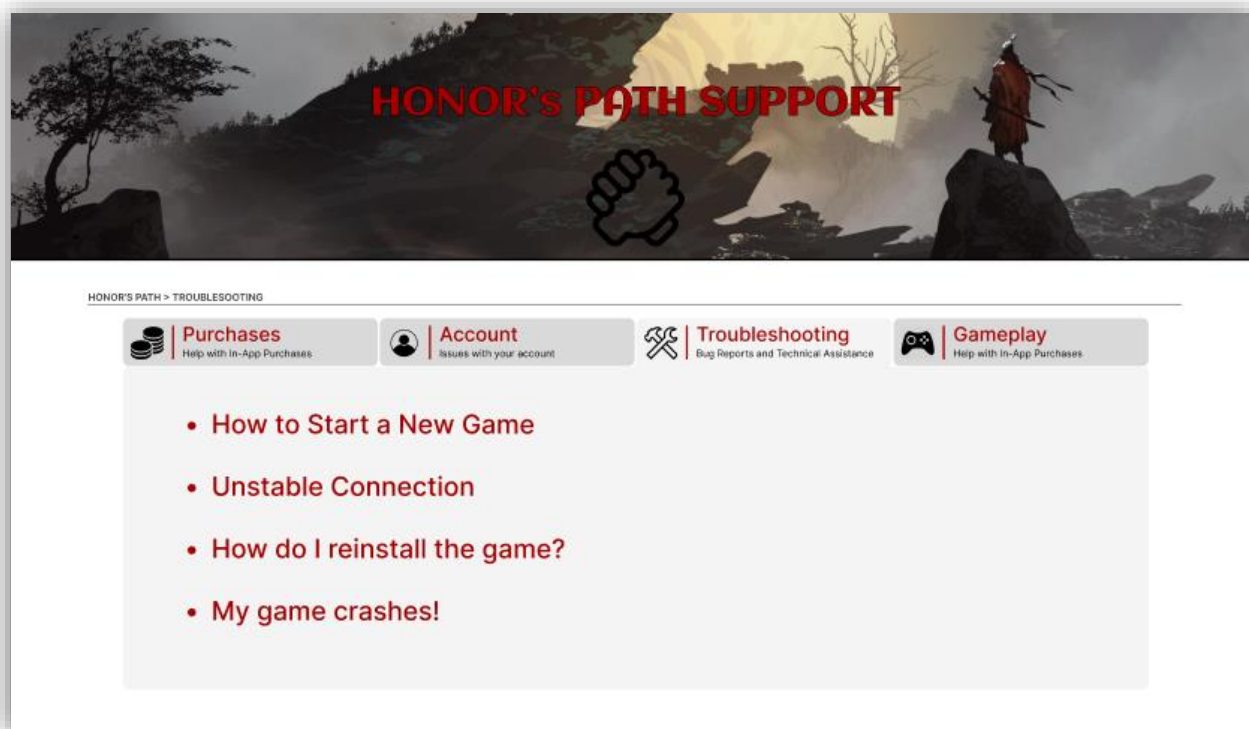 HONOR's PATH SUPPORT
HONOR'S PATH > TROUBLESOOTING
Purchases
Help with In-App Purchases
Account
Issues with your account
Troubleshooting
Bug Reports and Technical Assistance
Gameplay
Help with In-App Purchases
• How to Start a New Game
• Unstable Connection
• How do I reinstall the game?
• My game crashes!